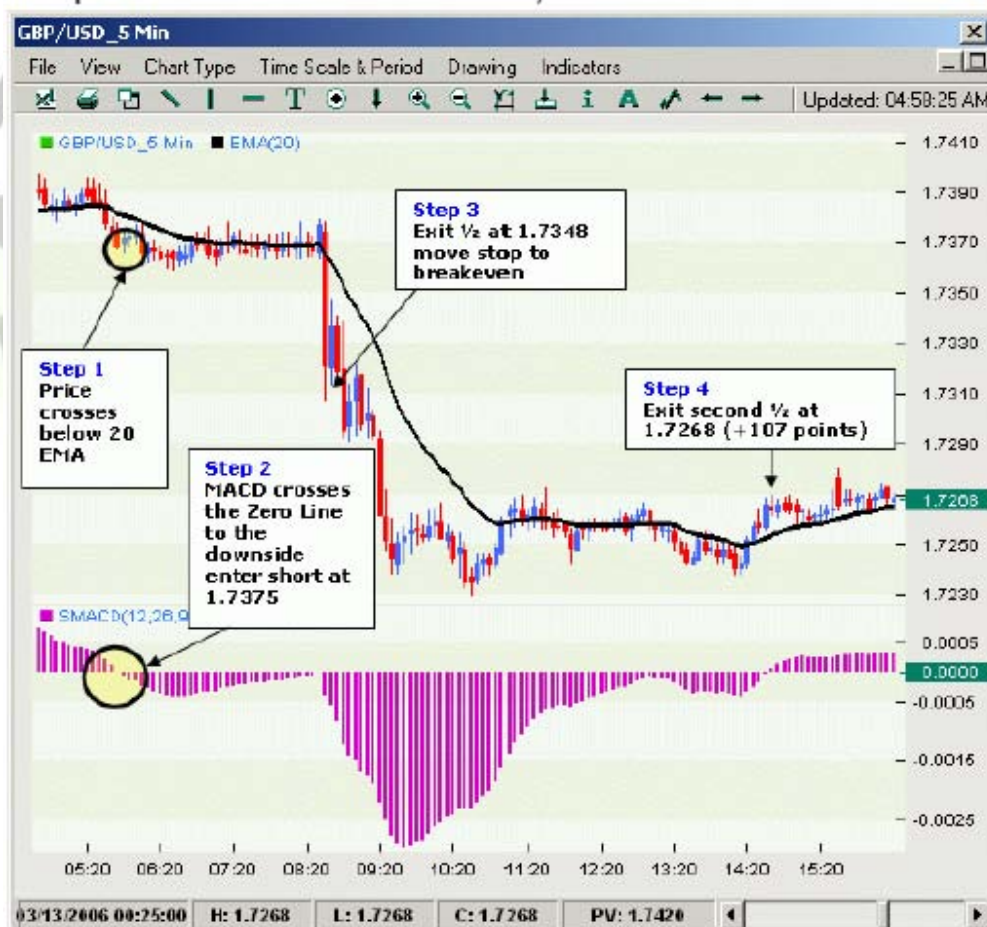 GBP/USD_5 Min
File View Chart Type Time Scale & Period Drawing Indicators
Updated: 04:58:25 AM
GBP/USD_5 Min EMA(20)
1.7410
1.7390
1.7370
1.7350
1.7330
1.7310
1.7290
1.7268
1.7250
1.7230
Step 3
Exit ½ at 1.7348
move stop to
breakeven
Step 1
Price
crosses
below 20
EMA
Step 4
Exit second ½ at
1.7268 (+107 points)
Step 2
MACD crosses
the Zero Line
to the
downside
enter short at
1.7375
SMACD(12,26,9
0.0005
0.0000
-0.0005
-0.0015
-0.0025
05:20 06:20 07:20 08:20 09:20 10:20 11:20 12:20 13:20 14:20 15:20
03/13/2006 00:25:00 H: 1.7268 L: 1.7268 C: 1.7268 PV: 1.7420